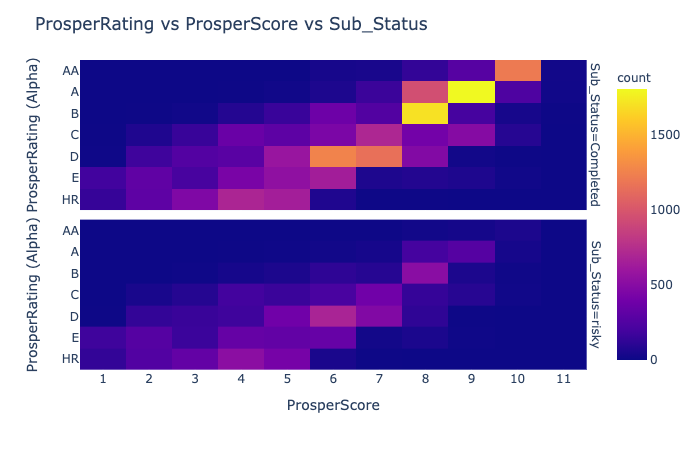 ProsperRating vs ProsperScore vs Sub_Status
ProsperRating (Alpha)
AA
A
B
C
D
E
HR
Sub_Status=Completed
ProsperRating (Alpha)
AA
A
B
C
D
E
HR
Sub_Status=risky
1 2 3 4 5 6 7 8 9 10 11
ProsperScore
count
1500
1000
500
0